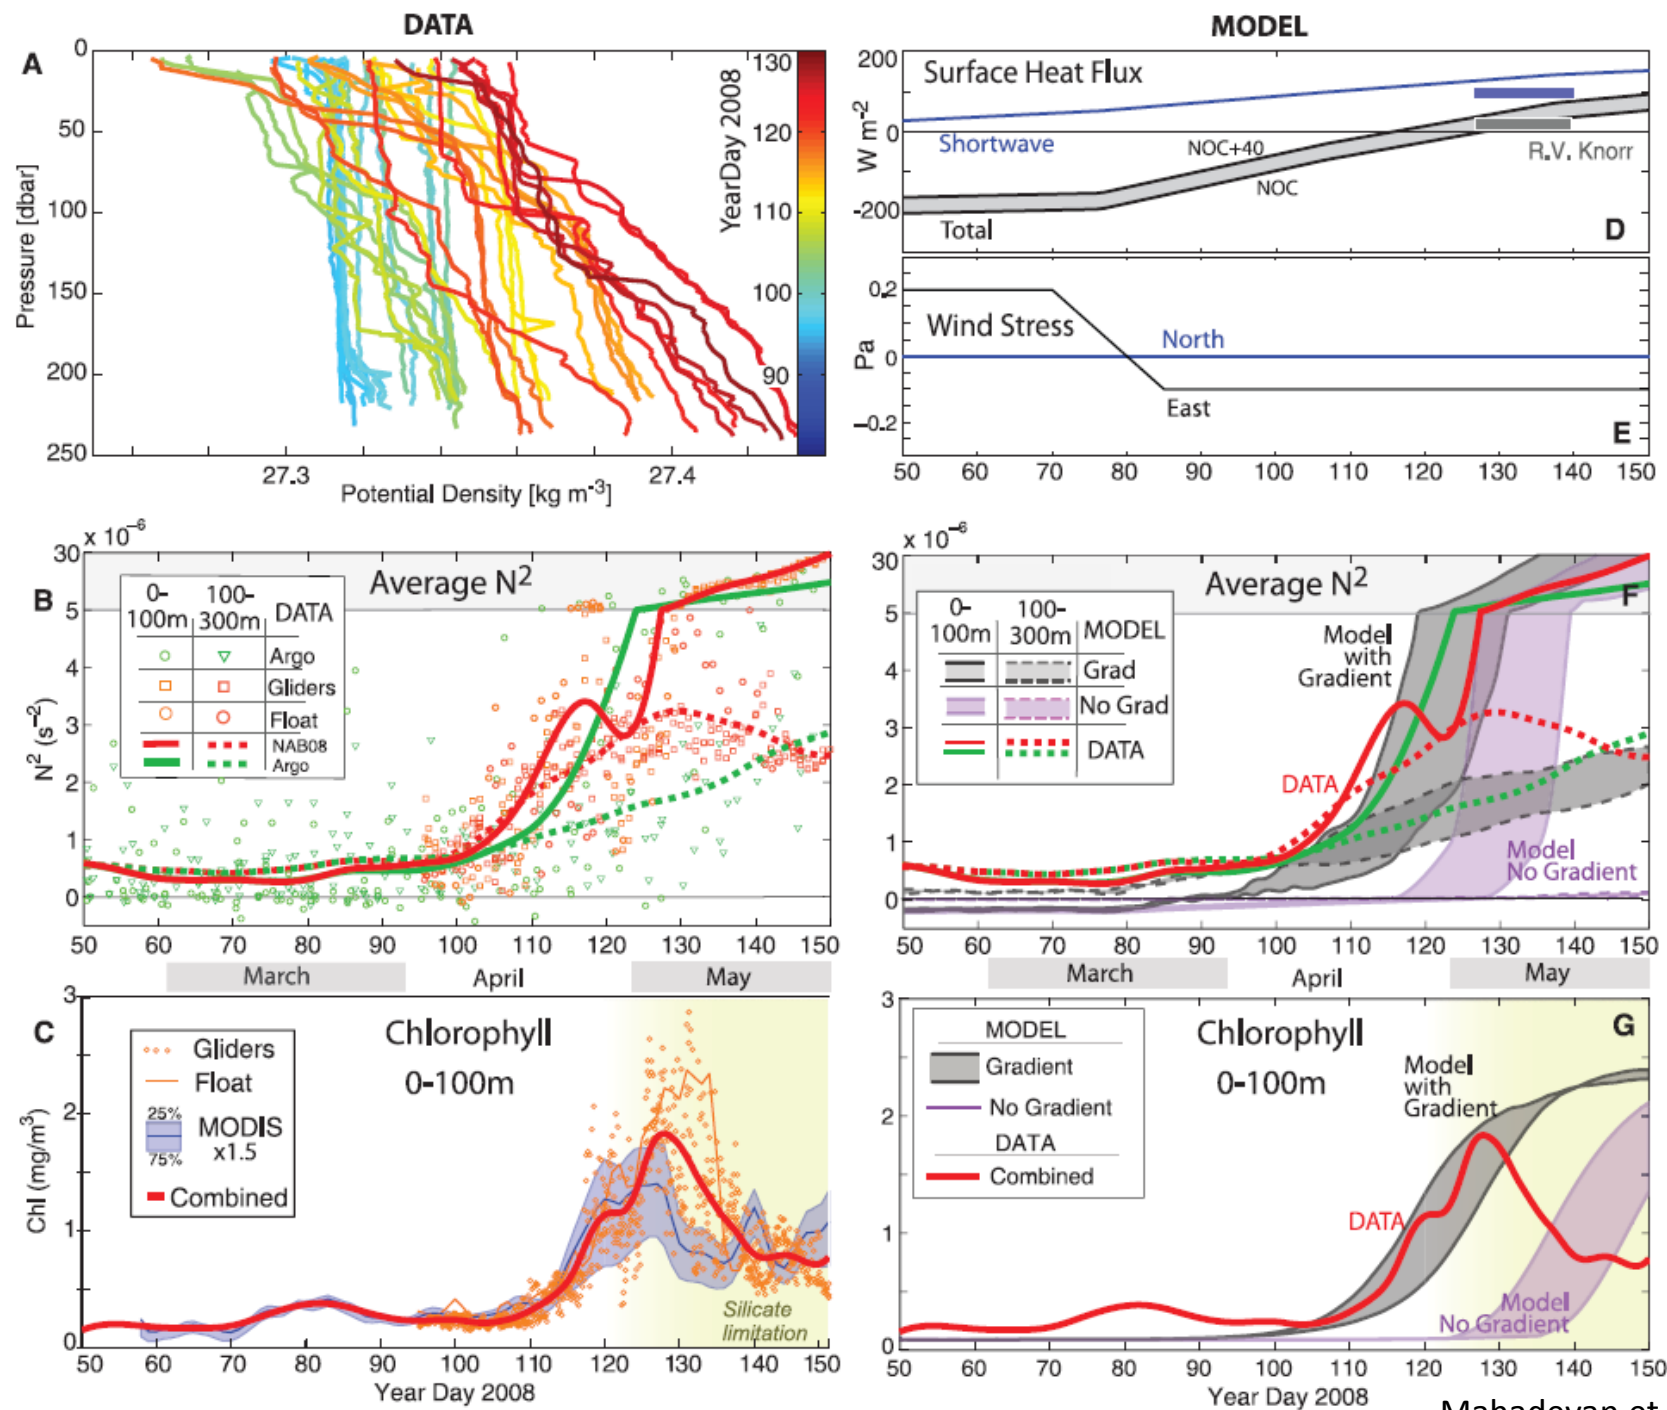 DATA
A
0
50
100
150
200
250
Pressure [dbar]
27.3
27.4
Potential Density [kg m-3]
YearDay 2008
130
120
110
100
90
MODEL
200
0
-200
W m-2
Surface Heat Flux
Shortwave
NOC+40
NOC
R.V. Knorr
Total
D
0.2
0
−0.2
Pa
Wind Stress
North
East
E
50 60 70 80 90 100 110 120 130 140 150
x 10−6
30
5
4
3
2
1
0
N2 (s−2)
B
Average N2
0-
100m
100-
300m
DATA
Argo
Gliders
Float
NAB08
Argo
50 60 70 80 90 100 110 120 130 140 150
March
April
May
x 10−6
30
5
4
3
2
1
0
Average N2
F
0-
100m
100-
300m
MODEL
Grad
No Grad
DATA
Model
with
Gradient
DATA
Model
No Gradient
50 60 70 80 90 100 110 120 130 140 150
March
April
May
3
2
1
0
Chl (mg/m3)
C
Chlorophyll
0-100m
Gliders
Float
25%
MODIS
x1.5
75%
Combined
Silicate
limitation
50 60 70 80 90 100 110 120 130 140 150
Year Day 2008
3
2
1
0
Chlorophyll
0-100m
G
MODEL
Gradient
No Gradient
DATA
Combined
Model
with
Gradient
DATA
Model
No Gradient
50 60 70 80 90 100 110 120 130 140 150
Year Day 2008